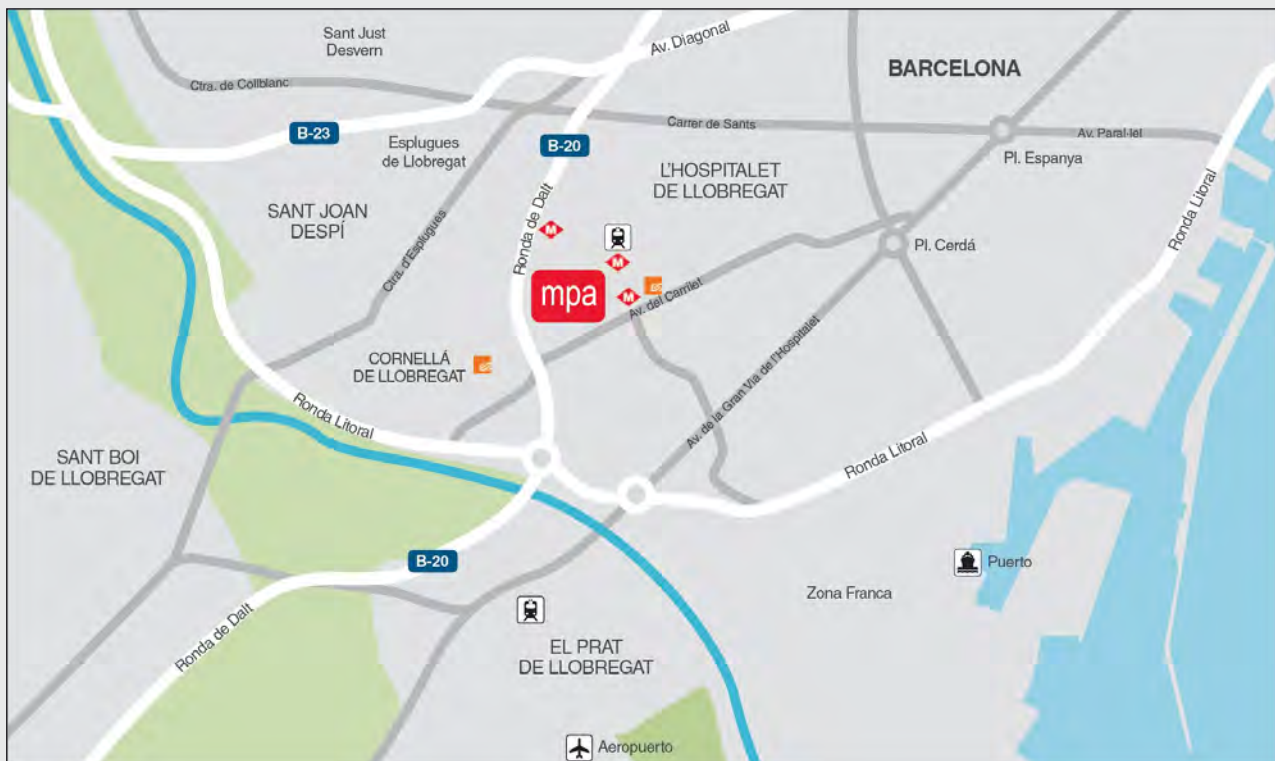 Sant Just
Desvern
Av. Diagonal
BARCELONA
Ctra. de Collblanc
Carrer de Sants
Av. Paral·lel
B-23
B-20
Esplugues
de Llobregat
Pl. Espanya
L'HOSPITALET
DE LLOBREGAT
SANT JOAN
DESPÍ
Ctra. d'Esplugues
Ronda de Dalt
M
Ronda Litoral
Pl. Cerdá
M
mpa
M
Av. del Carrilet
CORNELLÁ
DE LLOBREGAT
Av. de la Gran Via de l'Hospitalet
Ronda Litoral
Ronda Litoral
SANT BOI
DE LLOBREGAT
B-20
Puerto
Zona Franca
Ronda de Dalt
EL PRAT
DE LLOBREGAT
Aeropuerto